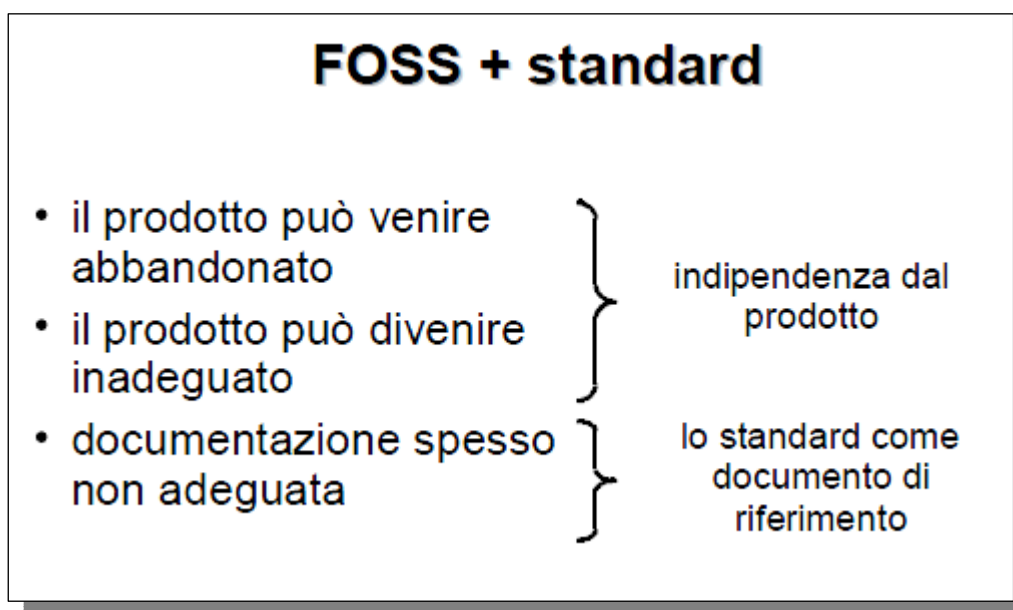 FOSS + standard
• il prodotto può venire
abbandonato
• il prodotto può divenire
inadeguato
indipendenza dal
prodotto
• documentazione spesso
non adeguata
lo standard come
documento di
riferimento